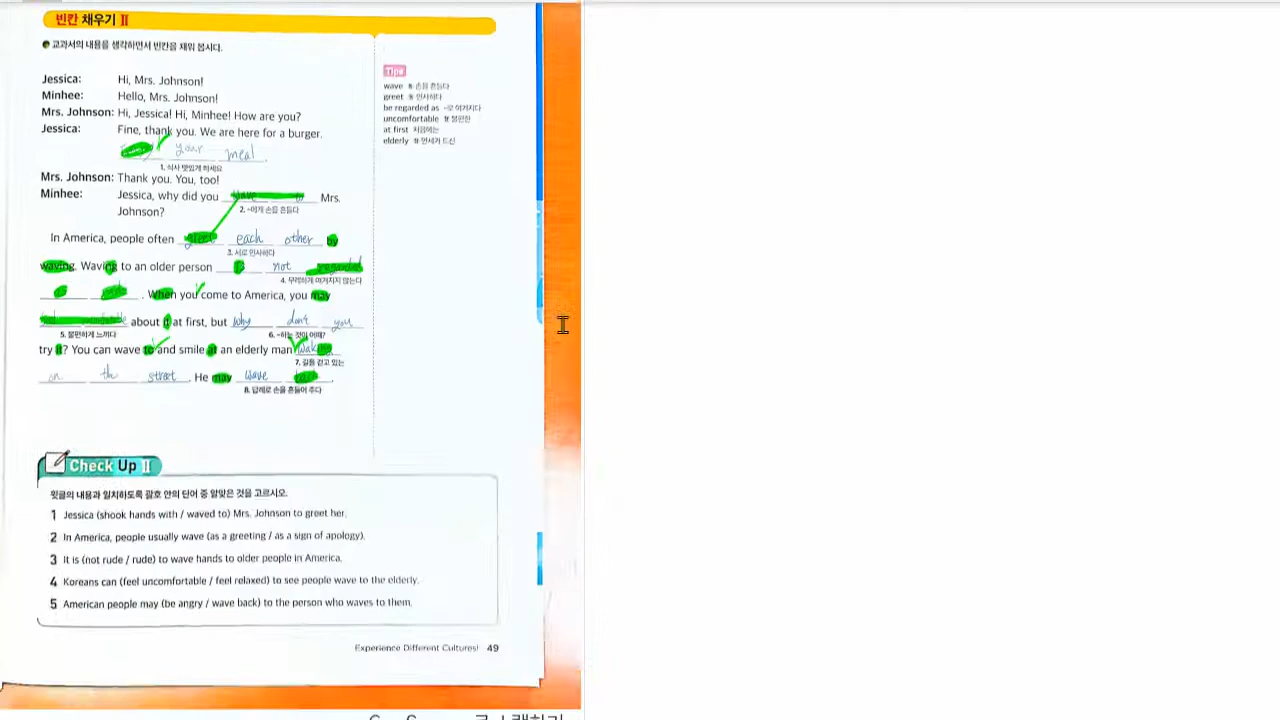 빈칸 채우기 Ⅱ
교과서의 내용을 생각하면서 빈칸을 채워 봅시다.
Jessica: Hi, Mrs. Johnson!
Minhee: Hello, Mrs. Johnson!
Mrs. Johnson: Hi, Jessica! Hi, Minhee! How are you?
Jessica: Fine, thank you. We are here for a burger.
your meal.
1. 식사 맛있게 하세요
Mrs. Johnson: Thank you. You, too!
Minhee: Jessica, why did you wave to Mrs.
2. ~에게 손을 흔들다
Johnson?
In America, people often greet each other by
3. 서로 인사하다
waving. Waving to an older person is not regarded
4. 무례하게 여겨지지 않는다
as rude. When you come to America, you may
about it at first, but why don't you
5. 불편하게 느끼다 6. ~하는 것이 어때?
try it? You can wave to and smile at an elderly man
7. 길을 걷고 있는
on the street. He may wave back.
8. 답례로 손을 흔들어 주다
Tips
wave 동 손을 흔들다
greet 동 인사하다
be regarded as ~로 여겨지다
uncomfortable 형 불편한
at first 처음에는
elderly 형 연세가 드신
Check Up Ⅱ
윗글의 내용과 일치하도록 괄호 안의 단어 중 알맞은 것을 고르시오.
1 Jessica (shook hands with / waved to) Mrs. Johnson to greet her.
2 In America, people usually wave (as a greeting / as a sign of apology).
3 It is (not rude / rude) to wave hands to older people in America.
4 Koreans can (feel uncomfortable / feel relaxed) to see people wave to the elderly.
5 American people may (be angry / wave back) to the person who waves to them.
Experience Different Cultures! 49